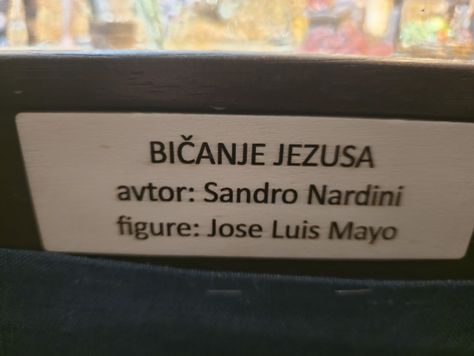 BIČANJE JEZUSA
avtor: Sandro Nardini
figure: Jose Luis Mayo